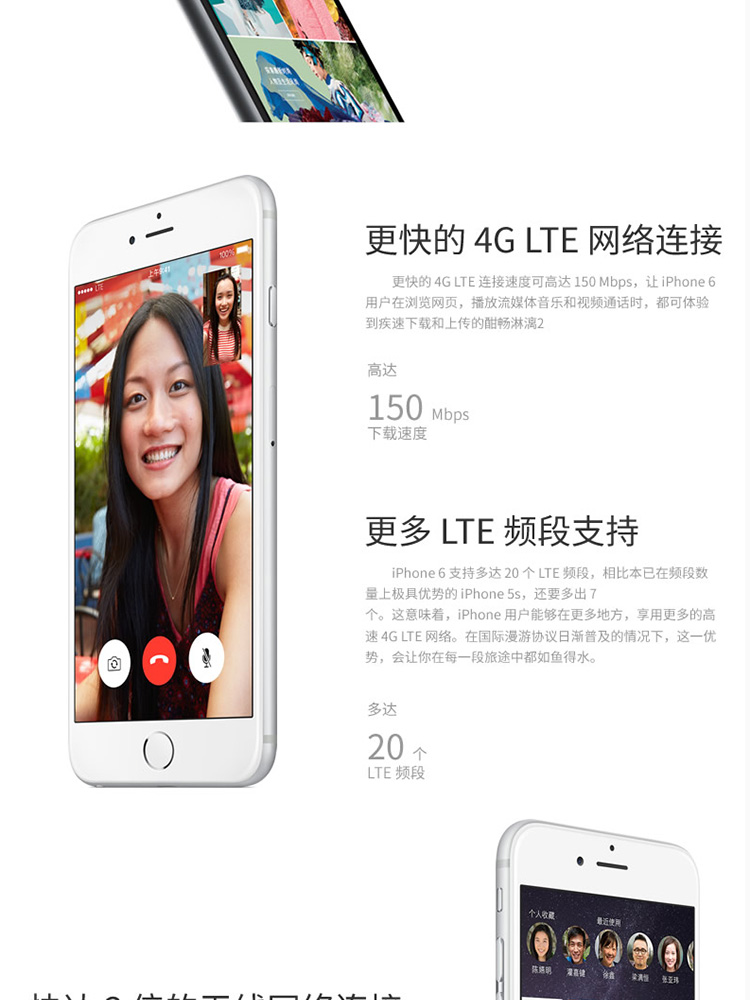 更快的 4G LTE 网络连接
更快的 4G LTE 连接速度可高达 150 Mbps，让 iPhone 6
用户在浏览网页，播放流媒体音乐和视频通话时，都可体验
到疾速下载和上传的酣畅淋漓2
高达
150 Mbps
下载速度
100%
上午9:41
LTE
更多 LTE 频段支持
iPhone 6 支持多达 20 个 LTE 频段，相比本已在频段数
量上极具优势的 iPhone 5s，还要多出 7
个。这意味着，iPhone 用户能够在更多地方，享用更多的高
速 4G LTE 网络。在国际漫游协议日渐普及的情况下，这一优
势，会让你在每一段旅途中都如鱼得水。
多达
20 个
LTE 频段
个人收藏
最近使用
徐鑫
梁满恒
张亚玮